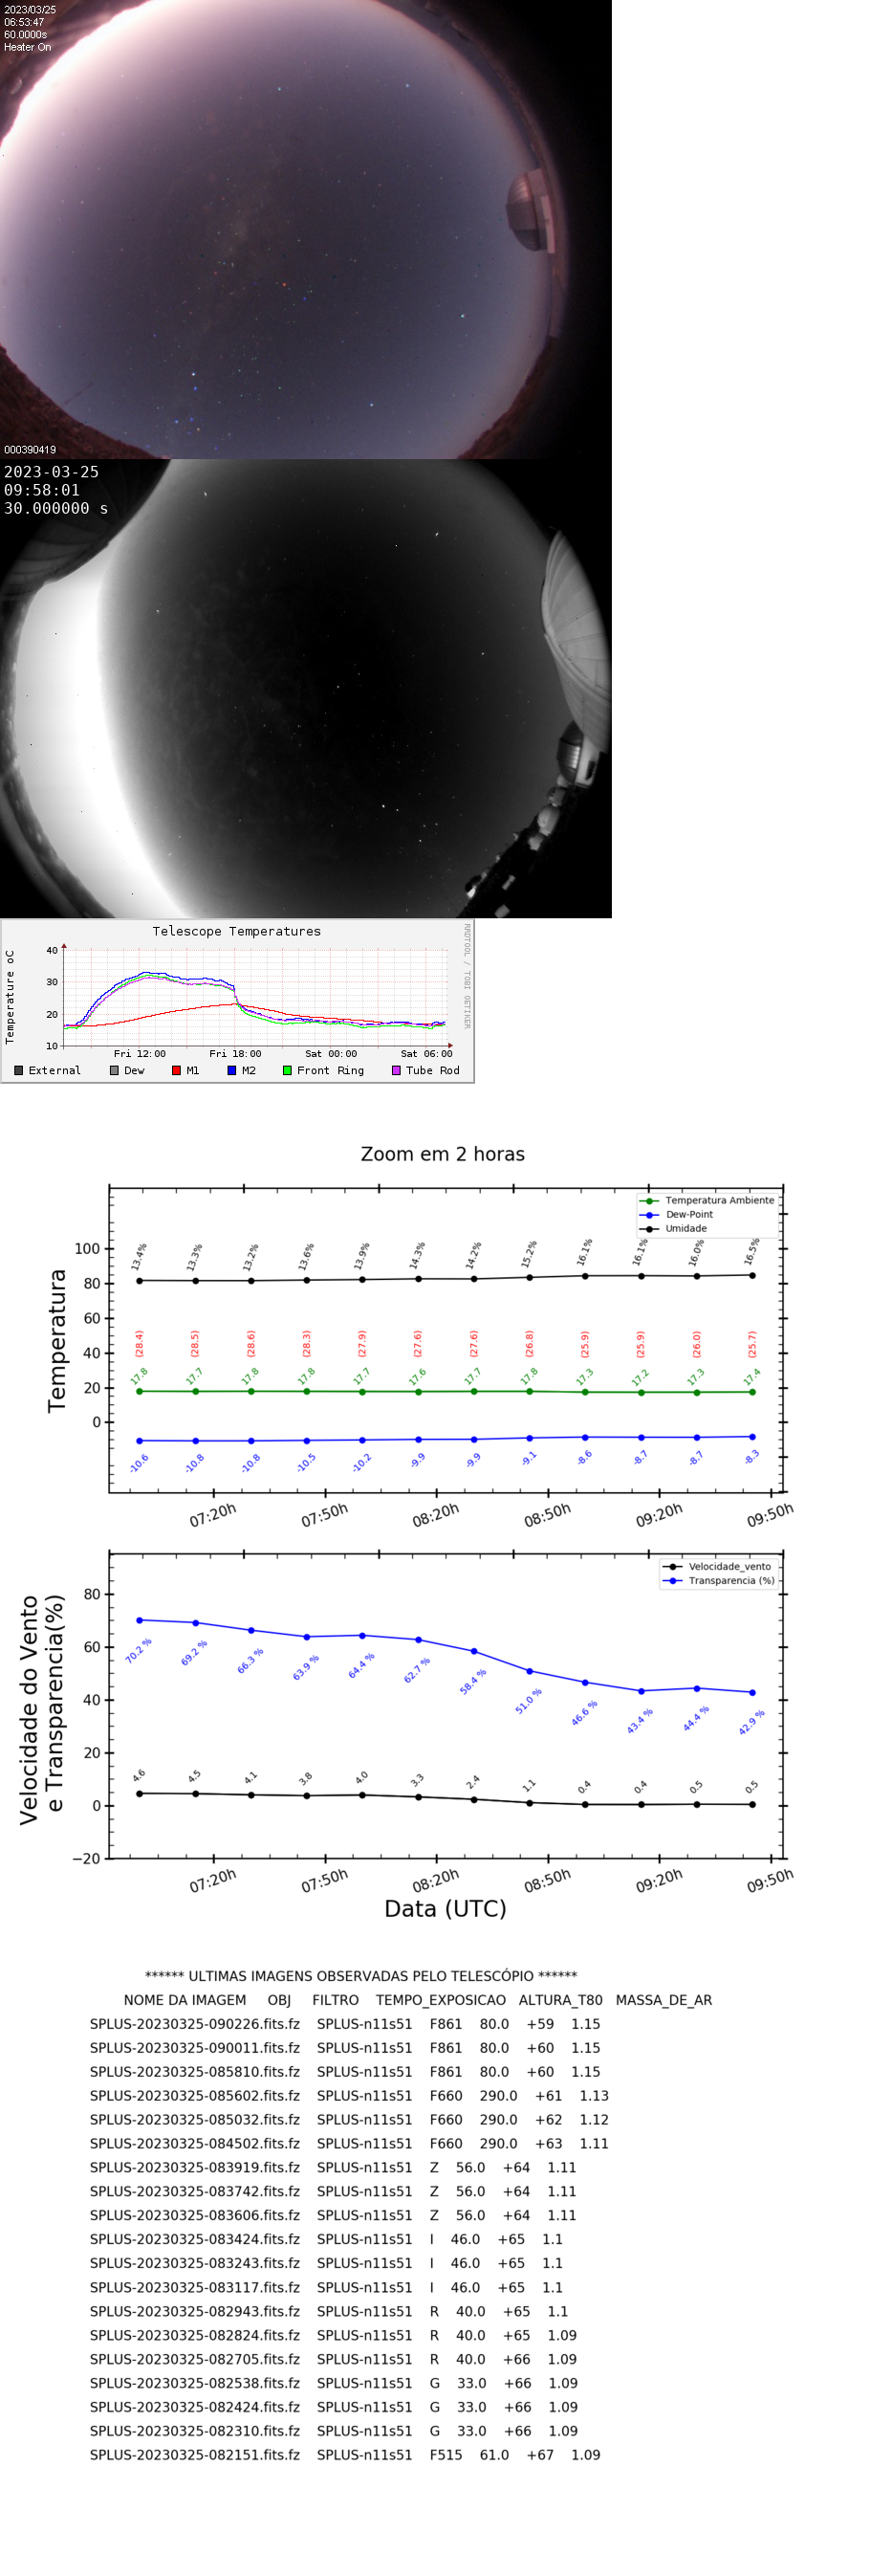 2023/03/25
06:53:47
60.0000s
Heater On
000390419
2023-03-25
09:58:01
30.000000 s
Telescope Temperatures
Temperature oC
40
30
20
10
Fri 12:00 Fri 18:00 Sat 00:00 Sat 06:00
External Dew M1 M2 Front Ring Tube Rod
RRDTOOL / TOBI OETIKER
Zoom em 2 horas
Temperatura
Temperatura Ambiente
Dew-Point
Umidade
100
80
60
40
20
0
13.4% 13.3% 13.2% 13.6% 13.9% 14.3% 14.2% 15.2% 16.1% 16.1% 16.0% 16.5%
(28.4) (28.5) (28.6) (28.3) (27.9) (27.6) (27.6) (26.8) (25.9) (25.9) (26.0) (25.7)
17.8 17.7 17.8 17.8 17.7 17.6 17.7 17.8 17.3 17.2 17.3 17.4
-10.6 -10.8 -10.8 -10.5 -10.2 -9.9 -9.9 -9.1 -8.6 -8.7 -8.7 -8.3
07:20h 07:50h 08:20h 08:50h 09:20h 09:50h
Velocidade do Vento
e Transparencia(%)
Velocidade_vento
Transparencia (%)
80
60
40
20
0
−20
70.2 % 69.2 % 66.3 % 63.9 % 64.4 % 62.7 % 58.4 % 51.0 % 46.6 % 43.4 % 44.4 % 42.9 %
4.6 4.5 4.1 3.8 4.0 3.3 2.4 1.1 0.4 0.4 0.5 0.5
07:20h 07:50h 08:20h 08:50h 09:20h 09:50h
Data (UTC)
****** ULTIMAS IMAGENS OBSERVADAS PELO TELESCÓPIO ******
NOME DA IMAGEM OBJ FILTRO TEMPO_EXPOSICAO ALTURA_T80 MASSA_DE_AR
SPLUS-20230325-090226.fits.fz SPLUS-n11s51 F861 80.0 +59 1.15
SPLUS-20230325-090011.fits.fz SPLUS-n11s51 F861 80.0 +60 1.15
SPLUS-20230325-085810.fits.fz SPLUS-n11s51 F861 80.0 +60 1.15
SPLUS-20230325-085602.fits.fz SPLUS-n11s51 F660 290.0 +61 1.13
SPLUS-20230325-085032.fits.fz SPLUS-n11s51 F660 290.0 +62 1.12
SPLUS-20230325-084502.fits.fz SPLUS-n11s51 F660 290.0 +63 1.11
SPLUS-20230325-083919.fits.fz SPLUS-n11s51 Z 56.0 +64 1.11
SPLUS-20230325-083742.fits.fz SPLUS-n11s51 Z 56.0 +64 1.11
SPLUS-20230325-083606.fits.fz SPLUS-n11s51 Z 56.0 +64 1.11
SPLUS-20230325-083424.fits.fz SPLUS-n11s51 I 46.0 +65 1.1
SPLUS-20230325-083243.fits.fz SPLUS-n11s51 I 46.0 +65 1.1
SPLUS-20230325-083117.fits.fz SPLUS-n11s51 I 46.0 +65 1.1
SPLUS-20230325-082943.fits.fz SPLUS-n11s51 R 40.0 +65 1.1
SPLUS-20230325-082824.fits.fz SPLUS-n11s51 R 40.0 +65 1.09
SPLUS-20230325-082705.fits.fz SPLUS-n11s51 R 40.0 +66 1.09
SPLUS-20230325-082538.fits.fz SPLUS-n11s51 G 33.0 +66 1.09
SPLUS-20230325-082424.fits.fz SPLUS-n11s51 G 33.0 +66 1.09
SPLUS-20230325-082310.fits.fz SPLUS-n11s51 G 33.0 +66 1.09
SPLUS-20230325-082151.fits.fz SPLUS-n11s51 F515 61.0 +67 1.09